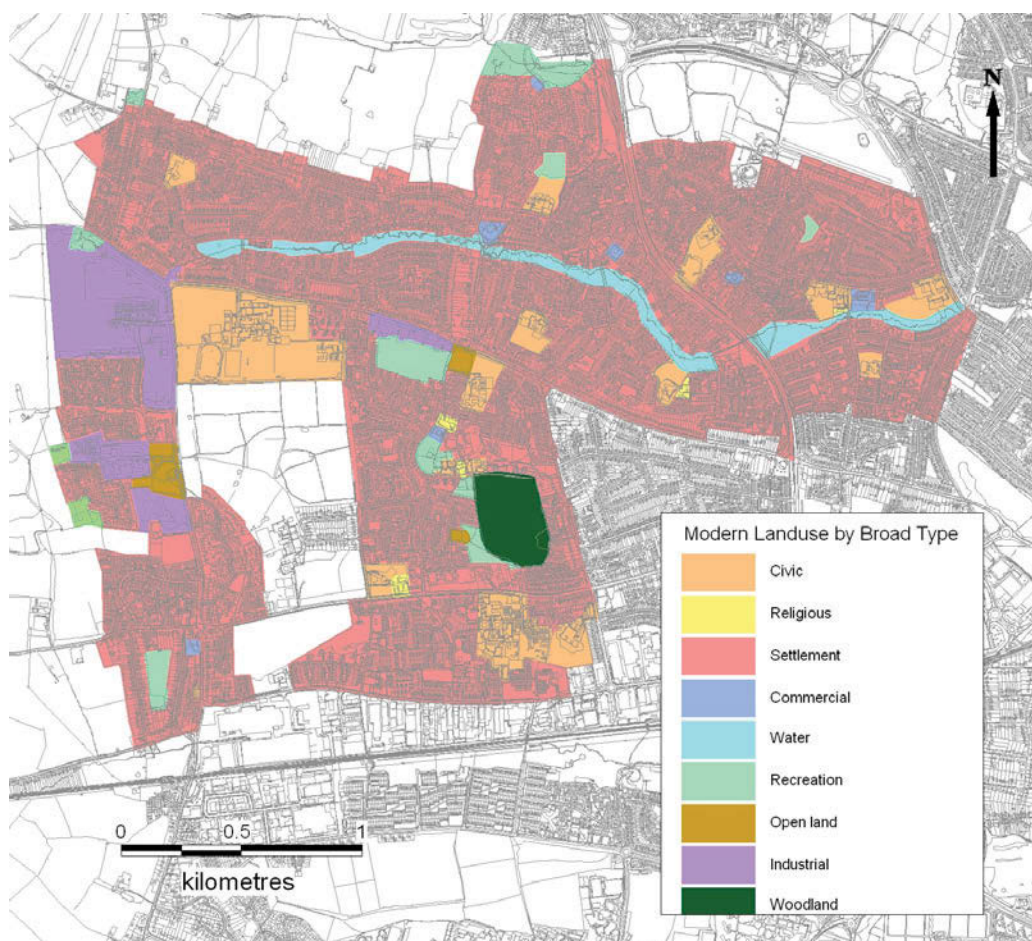 N
Modern Landuse by Broad Type
Civic
Religious
Settlement
Commercial
Water
Recreation
Open land
Industrial
Woodland
0 0.5 1
kilometres